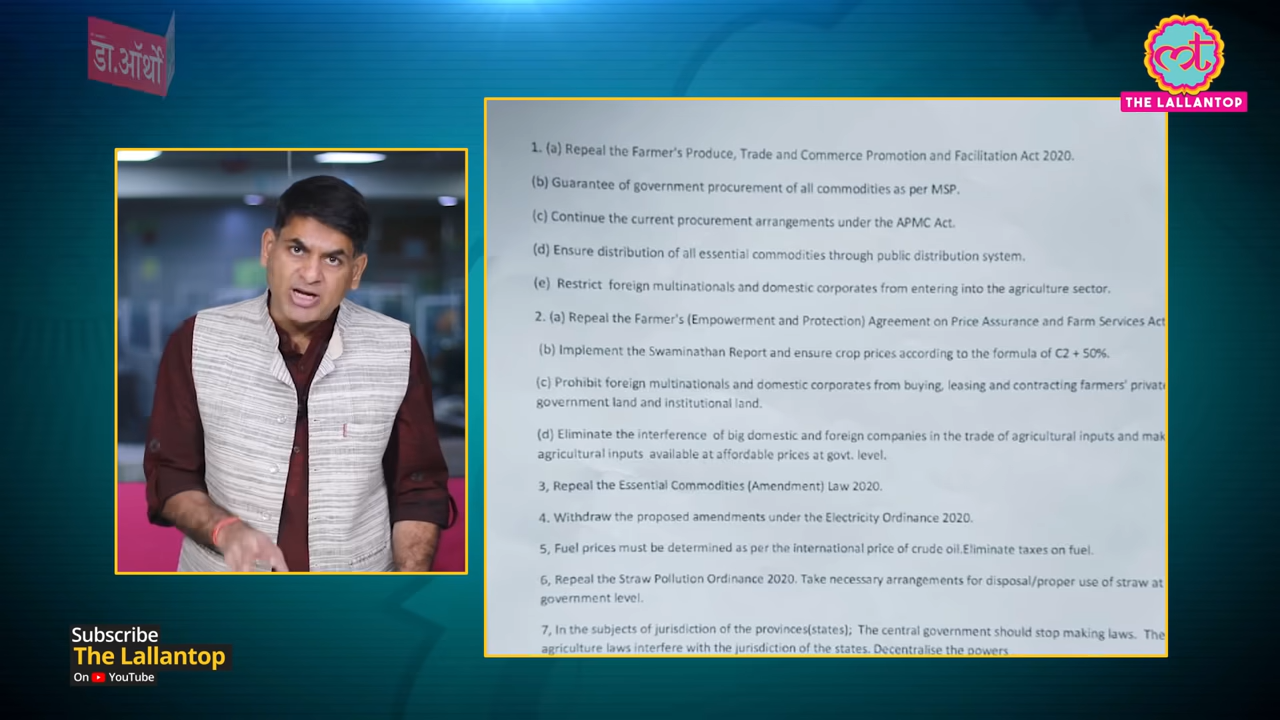 डा.ऑर्थो
THE LALLANTOP
1. (a) Repeal the Farmer's Produce, Trade and Commerce Promotion and Facilitation Act 2020.
(b) Guarantee of government procurement of all commodities as per MSP.
(c) Continue the current procurement arrangements under the APMC Act.
(d) Ensure distribution of all essential commodities through public distribution system.
(e) Restrict foreign multinationals and domestic corporates from entering into the agriculture sector.
2. (a) Repeal the Farmer's (Empowerment and Protection) Agreement on Price Assurance and Farm Services Act
(b) Implement the Swaminathan Report and ensure crop prices according to the formula of C2 + 50%.
(c) Prohibit foreign multinationals and domestic corporates from buying, leasing and contracting farmers' private
government land and institutional land.
(d) Eliminate the interference of big domestic and foreign companies in the trade of agricultural inputs and mak
agricultural inputs available at affordable prices at govt. level.
3, Repeal the Essential Commodities (Amendment) Law 2020.
4. Withdraw the proposed amendments under the Electricity Ordinance 2020.
5, Fuel prices must be determined as per the international price of crude oil.Eliminate taxes on fuel.
6, Repeal the Straw Pollution Ordinance 2020. Take necessary arrangements for disposal/proper use of straw at
government level.
7, In the subjects of jurisdiction of the provinces(states); The central government should stop making laws. The
agriculture laws interfere with the jurisdiction of the states. Decentralise the powers
Subscribe
The Lallantop
On YouTube